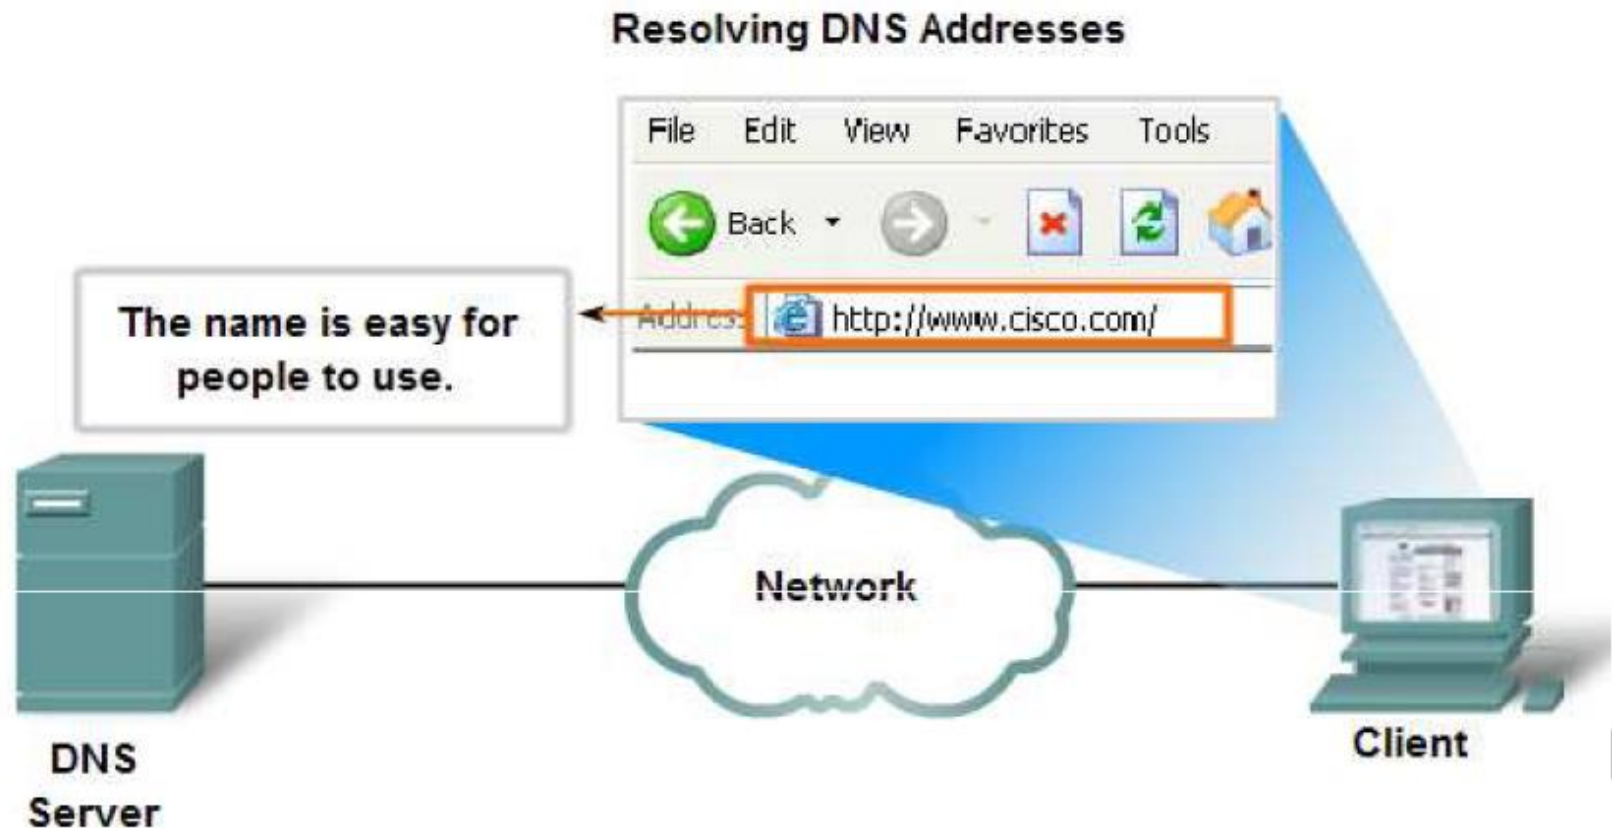 Resolving DNS Addresses
File Edit View Favorites Tools
Back
Address http://www.cisco.com/
The name is easy for
people to use.
Network
DNS
Server
Client